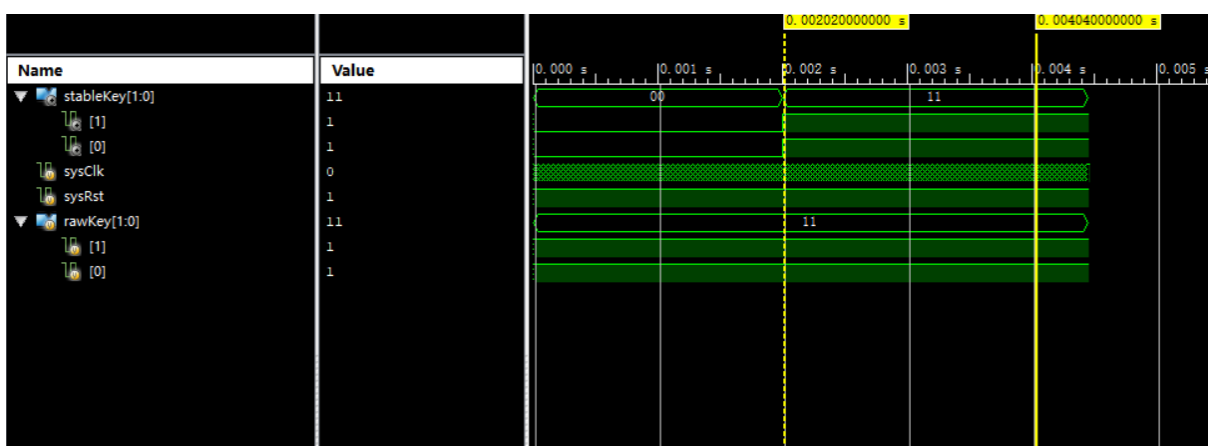 0.002020000000 s 0.004040000000 s
Name Value 0.000 s 0.001 s 0.002 s 0.003 s 0.004 s 0.005 s
stableKey[1:0] 11 00 11
[1] 1
[0] 1
sysClk 0
sysRst 1
rawKey[1:0] 11 11
[1] 1
[0] 1